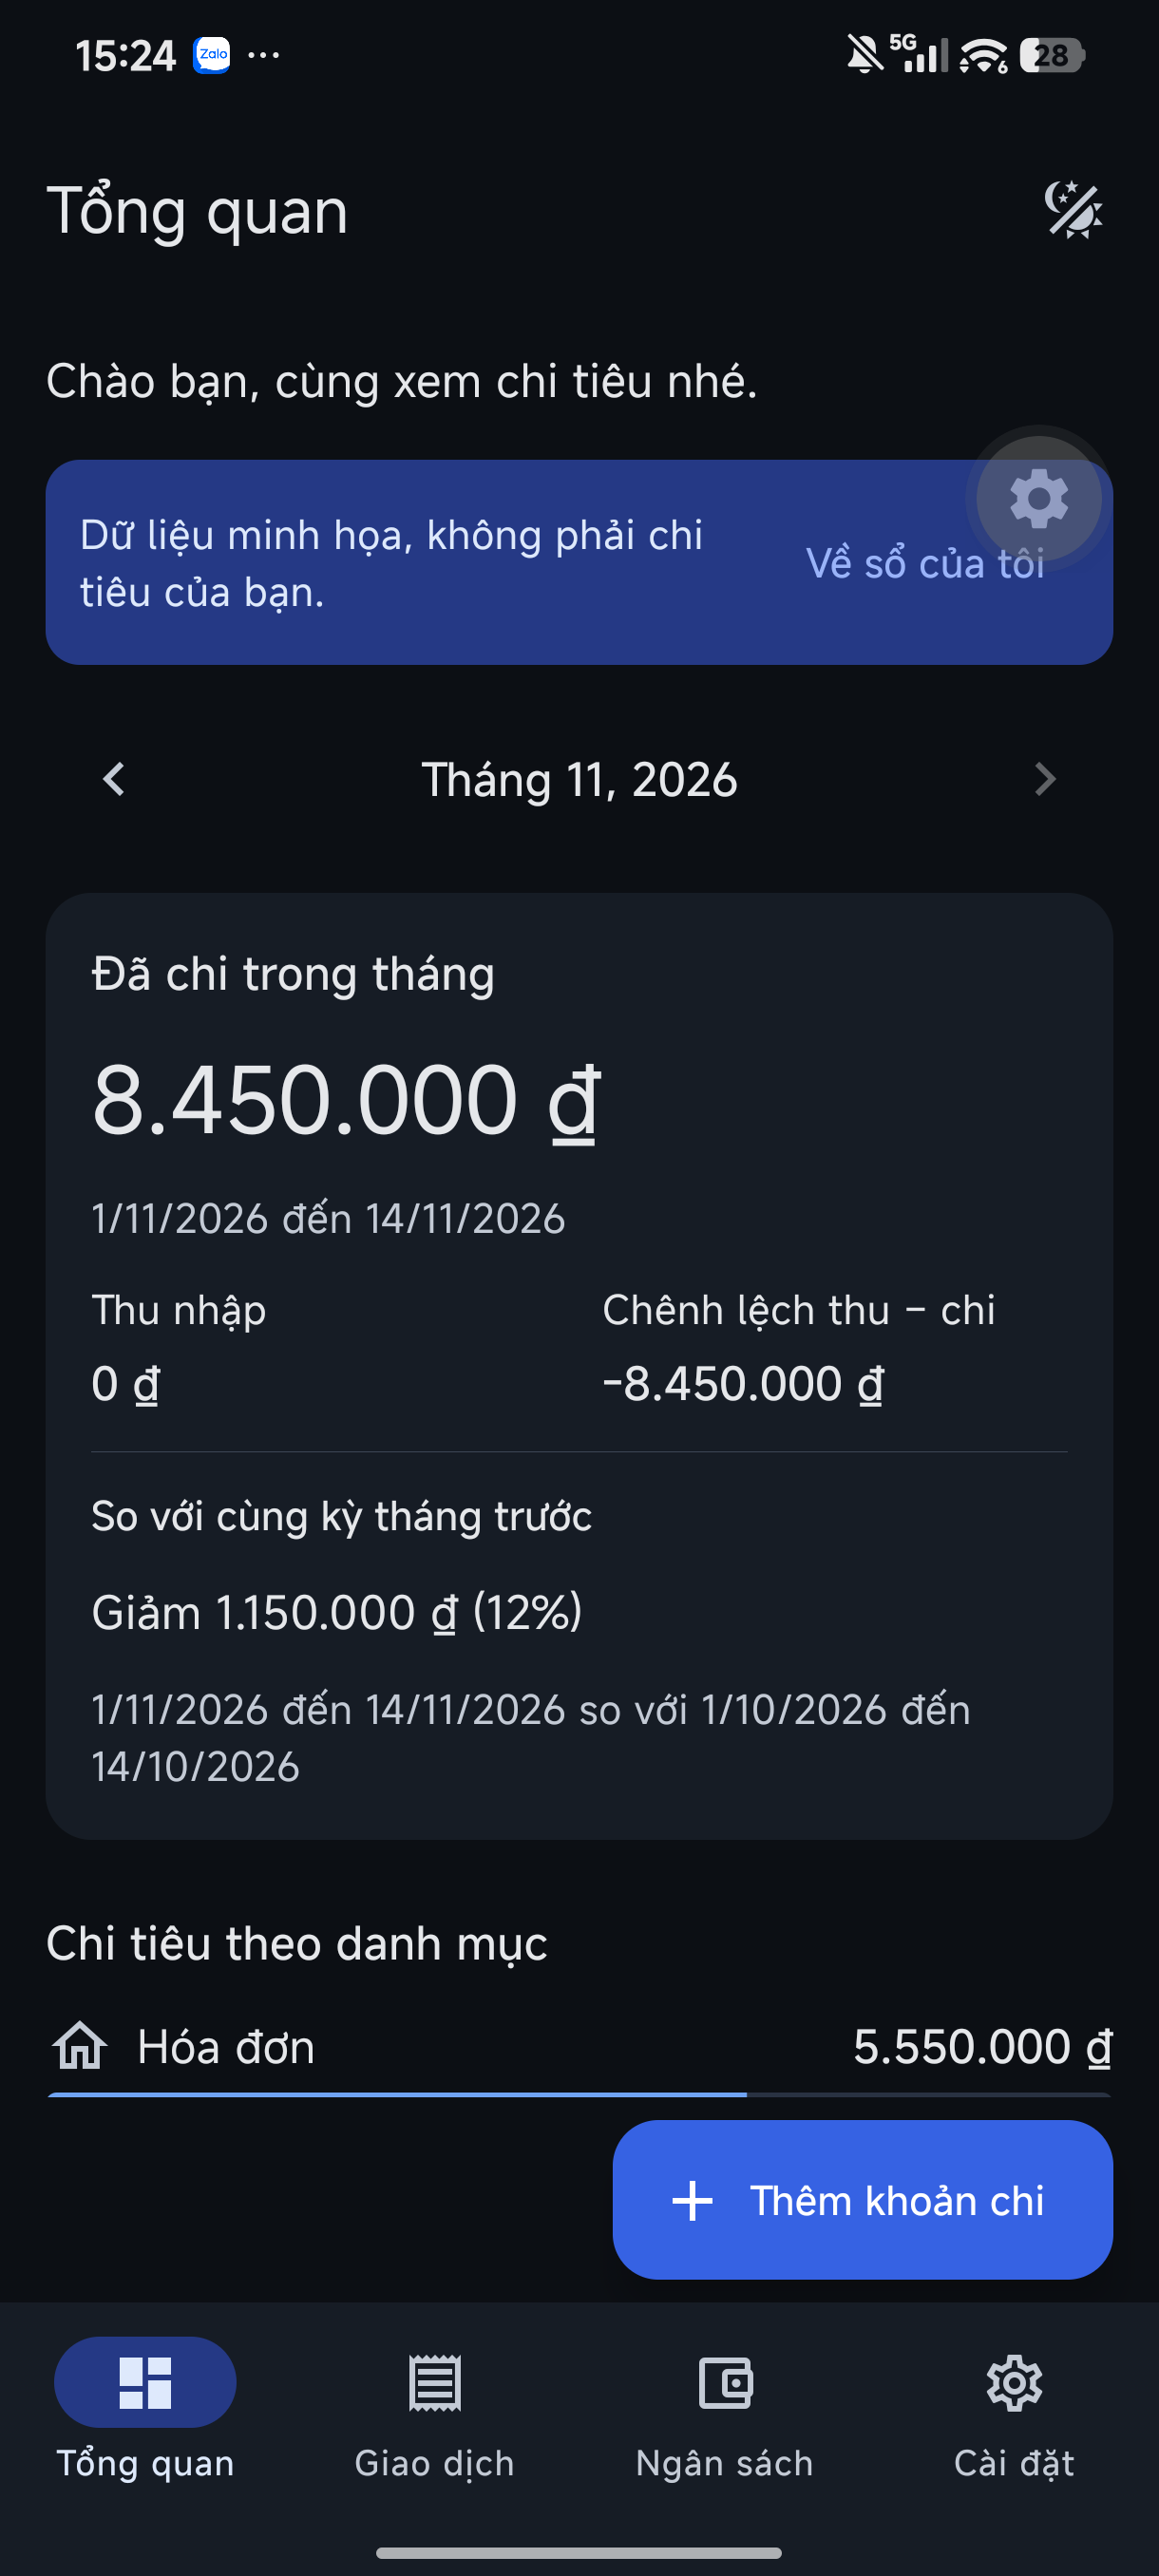 15:24 Zalo ... 5G 6 28
Tổng quan
Chào bạn, cùng xem chi tiêu nhé.
Dữ liệu minh họa, không phải chi
tiêu của bạn.
Về sổ của tôi
Tháng 11, 2026
Đã chi trong tháng
8.450.000 ₫
1/11/2026 đến 14/11/2026
Thu nhập
0 ₫
Chênh lệch thu – chi
-8.450.000 ₫
So với cùng kỳ tháng trước
Giảm 1.150.000 ₫ (12%)
1/11/2026 đến 14/11/2026 so với 1/10/2026 đến
14/10/2026
Chi tiêu theo danh mục
Hóa đơn 5.550.000 ₫
+ Thêm khoản chi
Tổng quan
Giao dịch
Ngân sách
Cài đặt